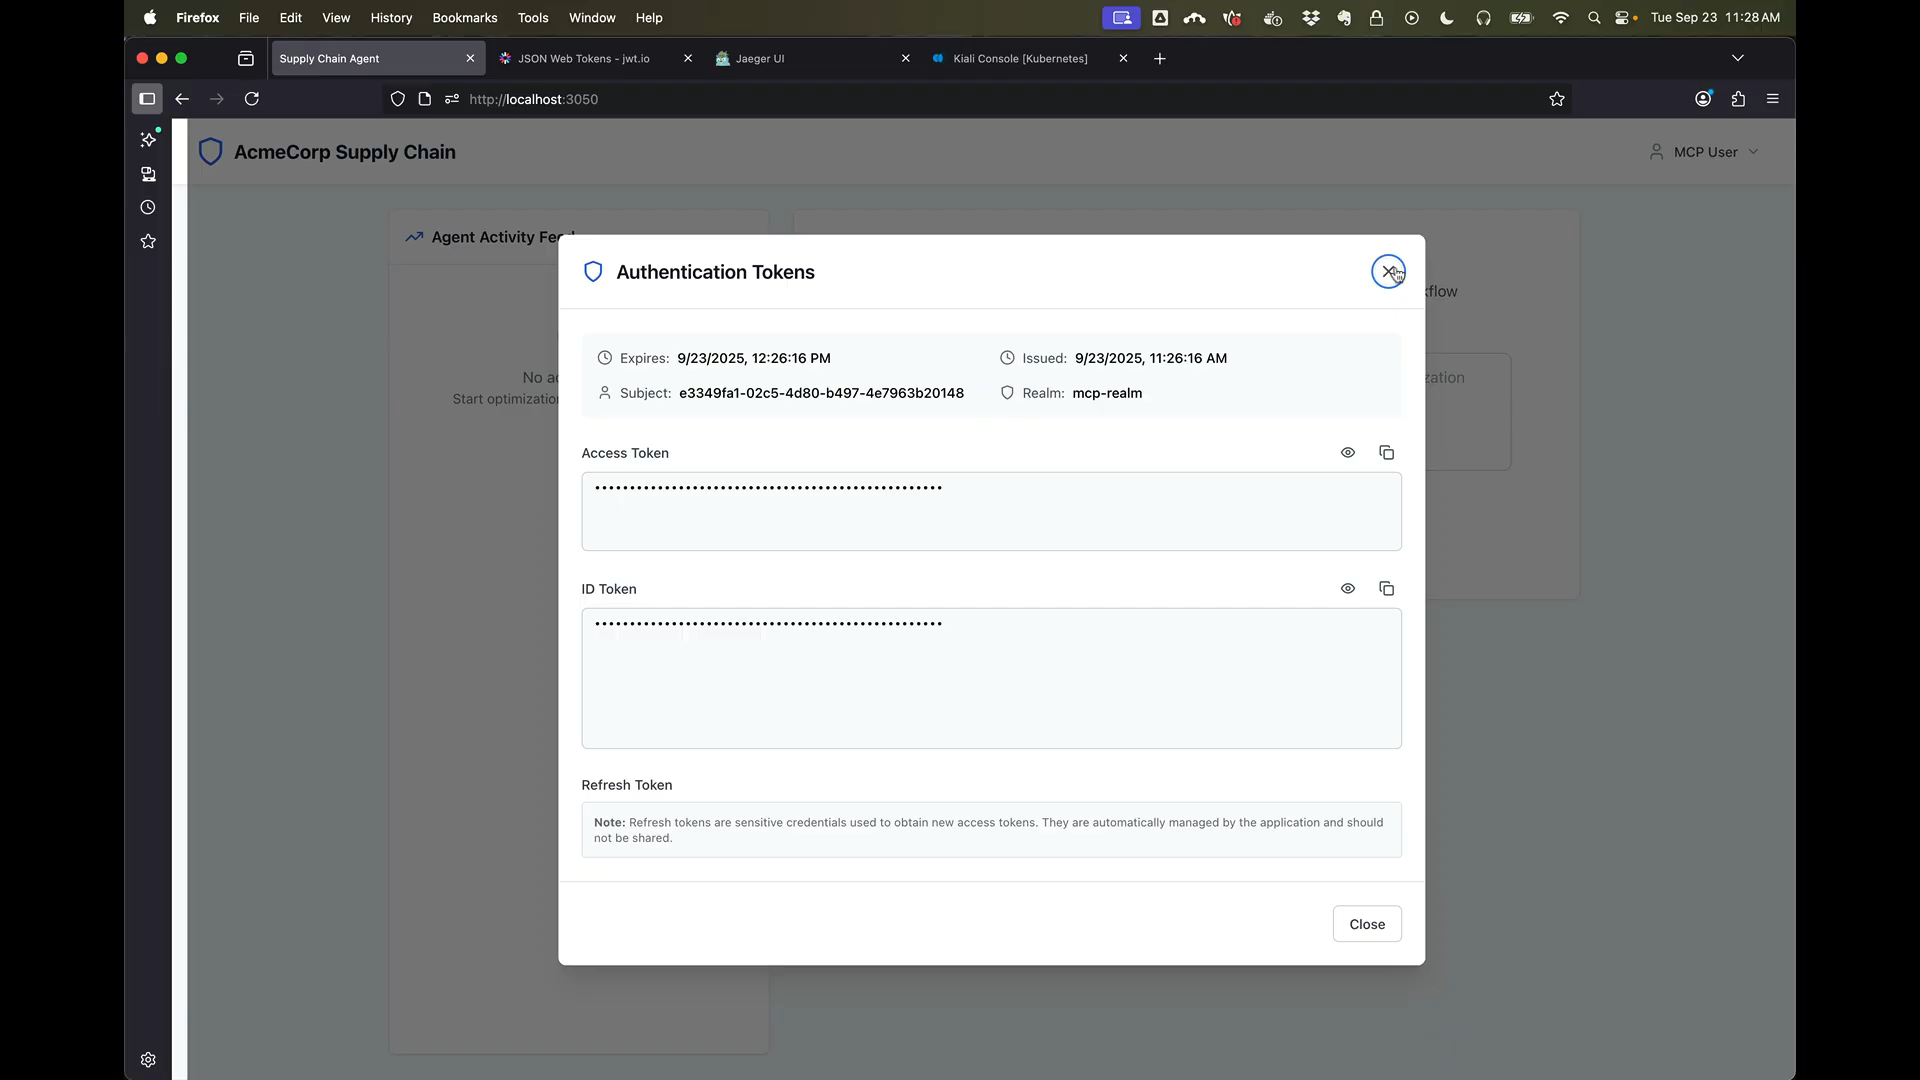 Firefox File Edit View History Bookmarks Tools Window Help Tue Sep 23 11:28 AM
Supply Chain Agent JSON Web Tokens - jwt.io Jaeger UI Kiali Console [Kubernetes]
http://localhost:3050
AcmeCorp Supply Chain MCP User
Agent Activity Feed
Authentication Tokens
kflow
Expires: 9/23/2025, 12:26:16 PM Issued: 9/23/2025, 11:26:16 AM
No ac
zation
Subject: e3349fa1-02c5-4d80-b497-4e7963b20148 Realm: mcp-realm
Start optimization
Access Token
••••••••••••••••••••••••••••••••••••••••••••••••••
ID Token
••••••••••••••••••••••••••••••••••••••••••••••••••
Refresh Token
Note: Refresh tokens are sensitive credentials used to obtain new access tokens. They are automatically managed by the application and should
not be shared.
Close